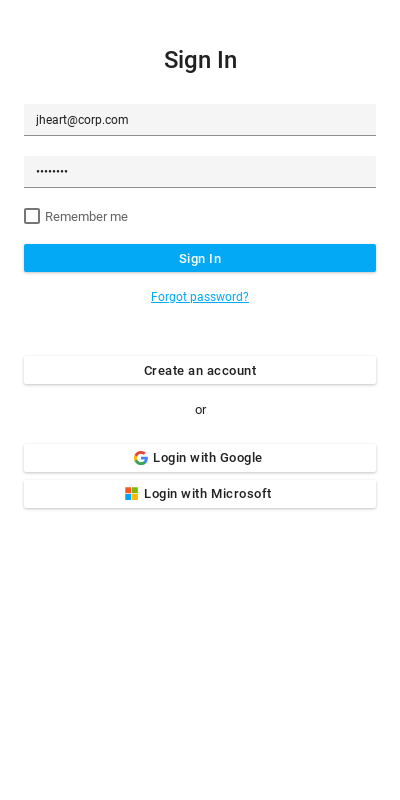 Sign In
jheart@corp.com
••••••••
Remember me
Sign In
Forgot password?
Create an account
or
Login with Google
Login with Microsoft